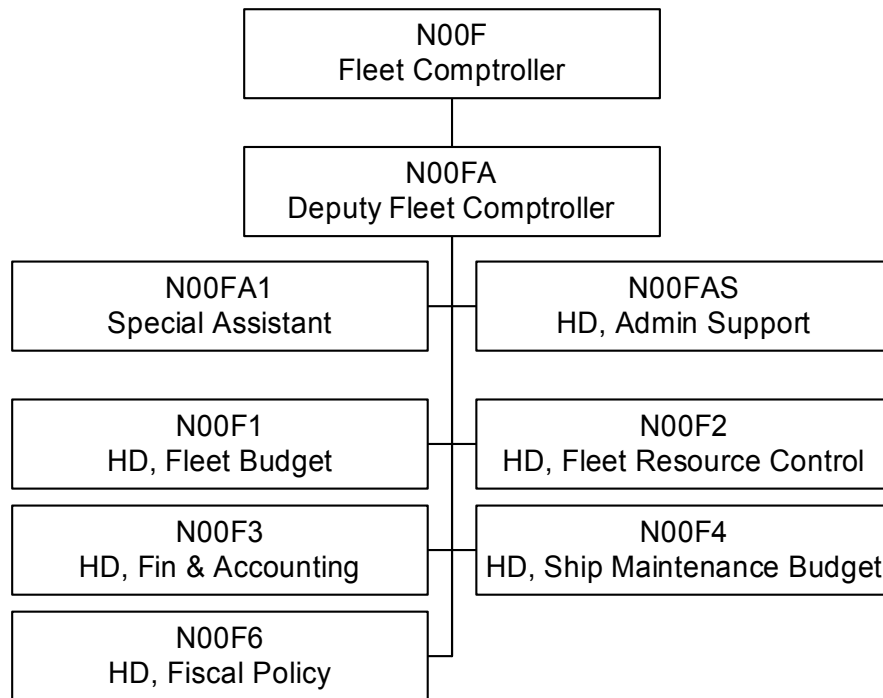 N00F
Fleet Comptroller
N00FA
Deputy Fleet Comptroller
N00FA1
Special Assistant
N00FAS
HD, Admin Support
N00F1
HD, Fleet Budget
N00F2
HD, Fleet Resource Control
N00F3
HD, Fin & Accounting
N00F4
HD, Ship Maintenance Budget
N00F6
HD, Fiscal Policy